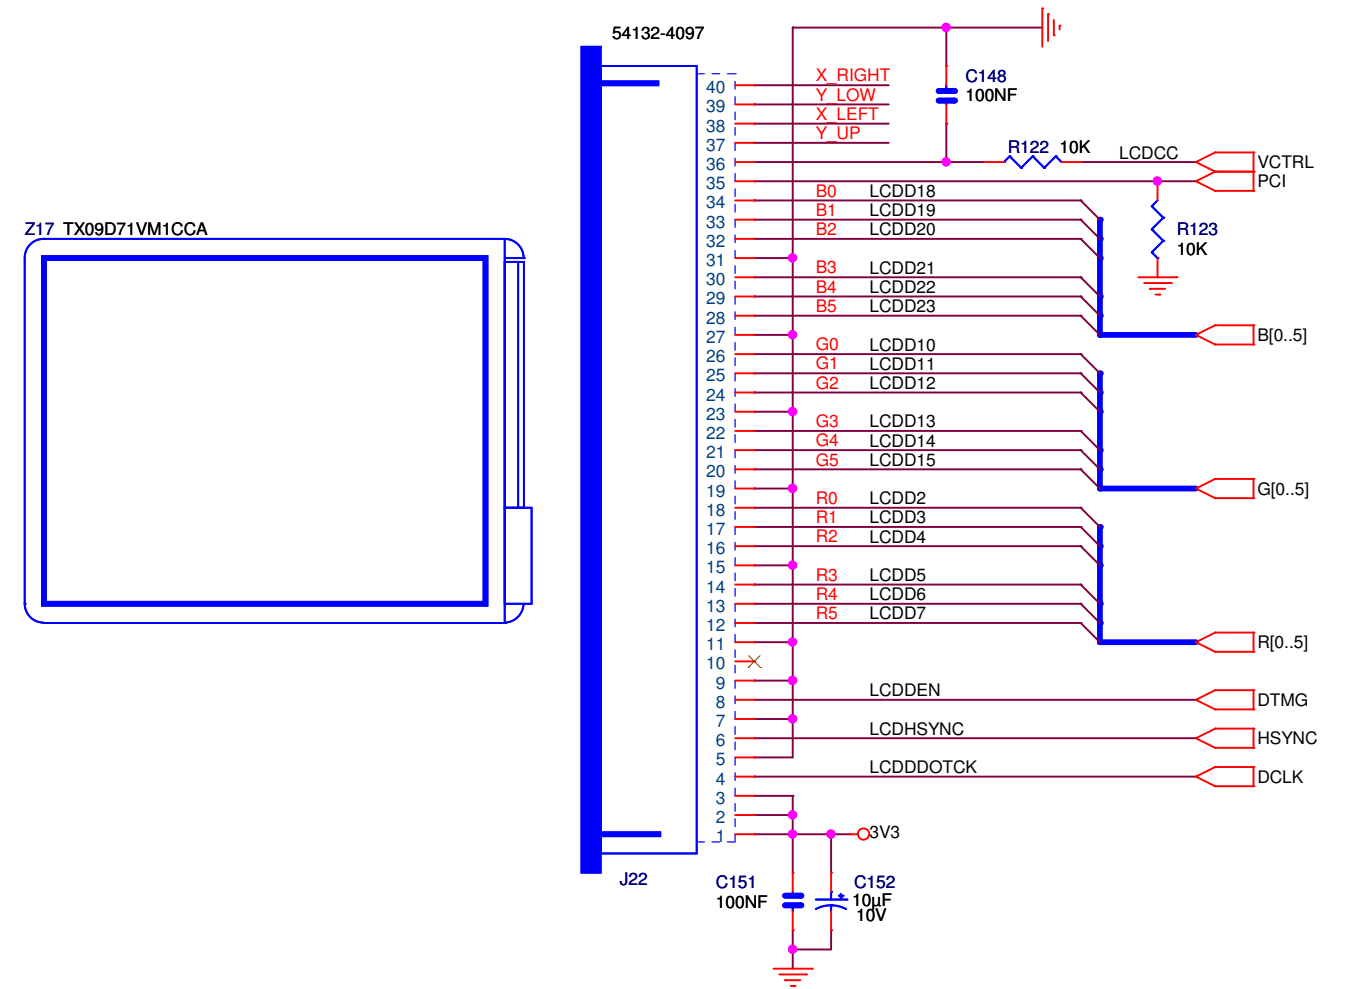 54132-4097
40 X_RIGHT
39 Y_LOW
38 X_LEFT
37 Y_UP
C148
100NF
36 R122 10K LCDCC VCTRL
35 PCI
34 B0 LCDD18
33 B1 LCDD19
32 B2 LCDD20
R123
10K
31
30 B3 LCDD21
29 B4 LCDD22
28 B5 LCDD23
27 B[0..5]
26 G0 LCDD10
25 G1 LCDD11
24 G2 LCDD12
23
22 G3 LCDD13
21 G4 LCDD14
20 G5 LCDD15
19 G[0..5]
18 R0 LCDD2
17 R1 LCDD3
16 R2 LCDD4
15
14 R3 LCDD5
13 R4 LCDD6
12 R5 LCDD7
11 R[0..5]
10
9
8 LCDDEN DTMG
7
6 LCDHSYNC HSYNC
5
4 LCDDDOTCK DCLK
3
2
1 3V3
J22
C151
100NF
C152
10µF
10V
Z17 TX09D71VM1CCA